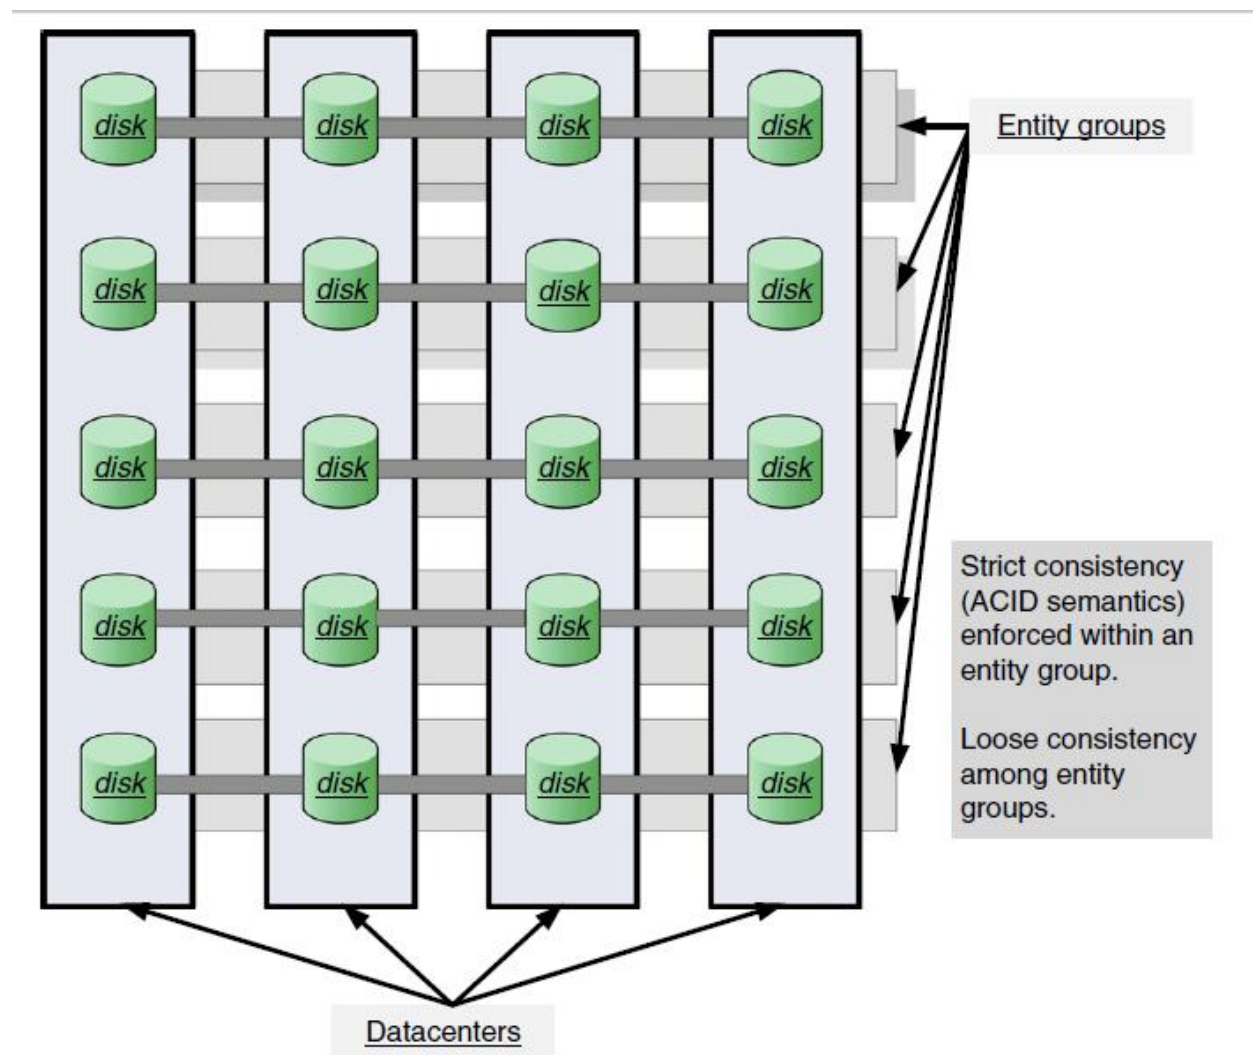 disk disk disk disk
Entity groups
disk disk disk disk
disk disk disk disk
Strict consistency
(ACID semantics)
enforced within an
entity group.
disk disk disk disk
Loose consistency
among entity
groups.
disk disk disk disk
Datacenters